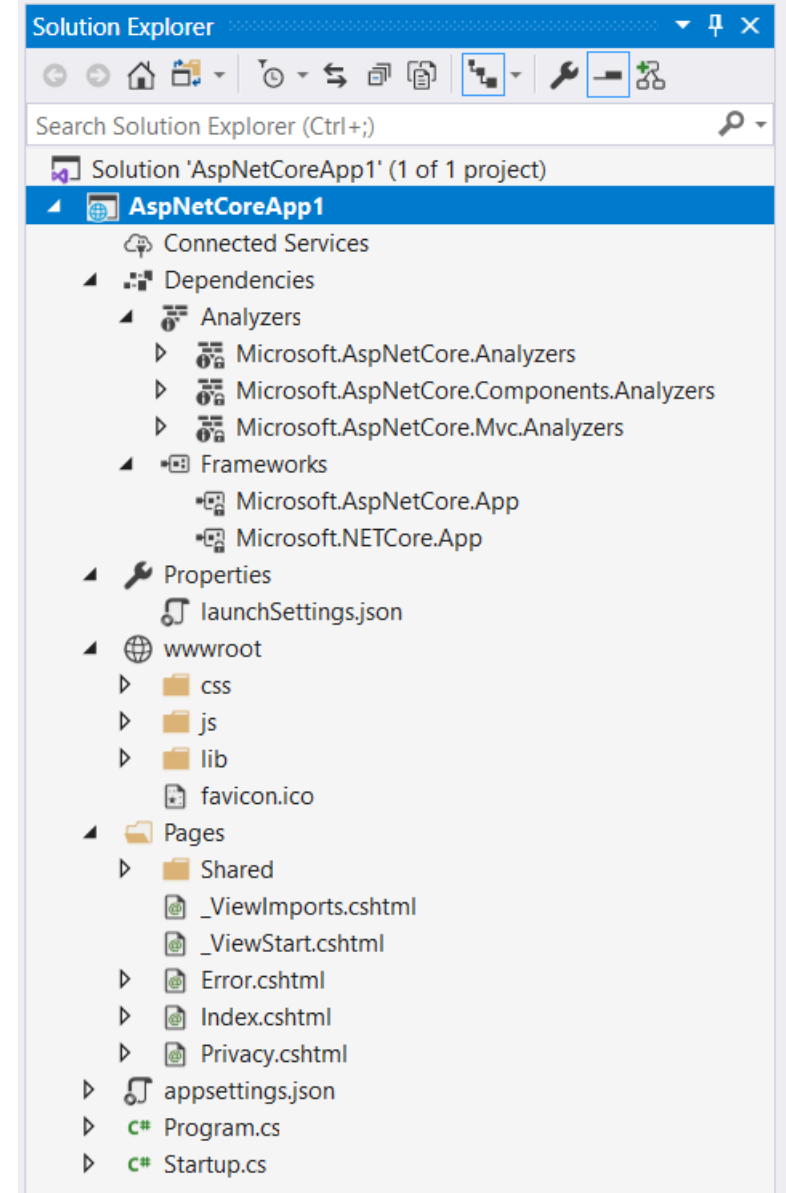 Solution Explorer
Search Solution Explorer (Ctrl+;)
Solution 'AspNetCoreApp1' (1 of 1 project)
AspNetCoreApp1
Connected Services
Dependencies
Analyzers
Microsoft.AspNetCore.Analyzers
Microsoft.AspNetCore.Components.Analyzers
Microsoft.AspNetCore.Mvc.Analyzers
Frameworks
Microsoft.AspNetCore.App
Microsoft.NETCore.App
Properties
launchSettings.json
wwwroot
css
js
lib
favicon.ico
Pages
Shared
_ViewImports.cshtml
_ViewStart.cshtml
Error.cshtml
Index.cshtml
Privacy.cshtml
appsettings.json
C# Program.cs
C# Startup.cs